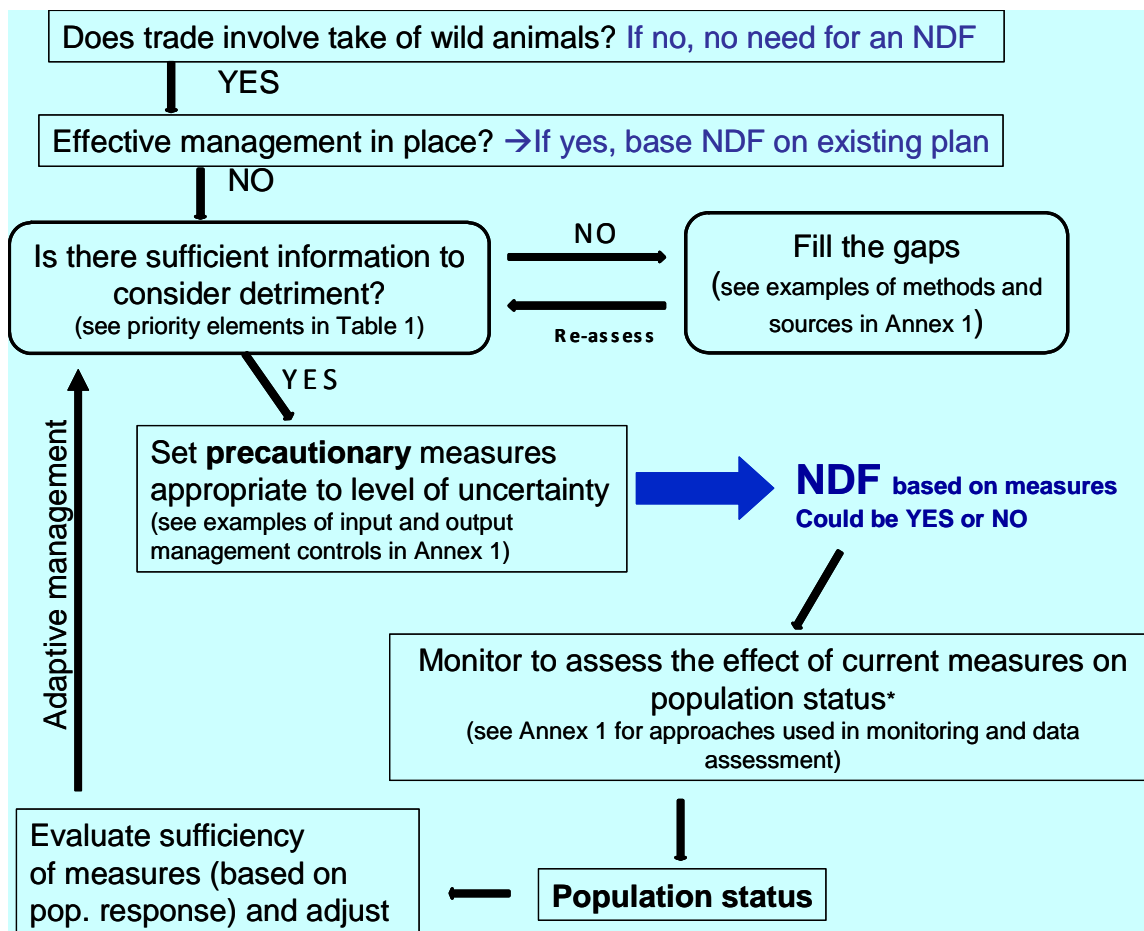 Does trade involve take of wild animals? If no, no need for an NDF
YES
Effective management in place? →If yes, base NDF on existing plan
NO
Is there sufficient information to
consider detriment?
(see priority elements in Table 1)
NO
Re-assess
Fill the gaps
(see examples of methods and
sources in Annex 1)
YES
Set precautionary measures
appropriate to level of uncertainty
(see examples of input and output
management controls in Annex 1)
NDF based on measures
Could be YES or NO
Monitor to assess the effect of current measures on
population status*
(see Annex 1 for approaches used in monitoring and data
assessment)
Population status
Evaluate sufficiency
of measures (based on
pop. response) and adjust
Adaptive management